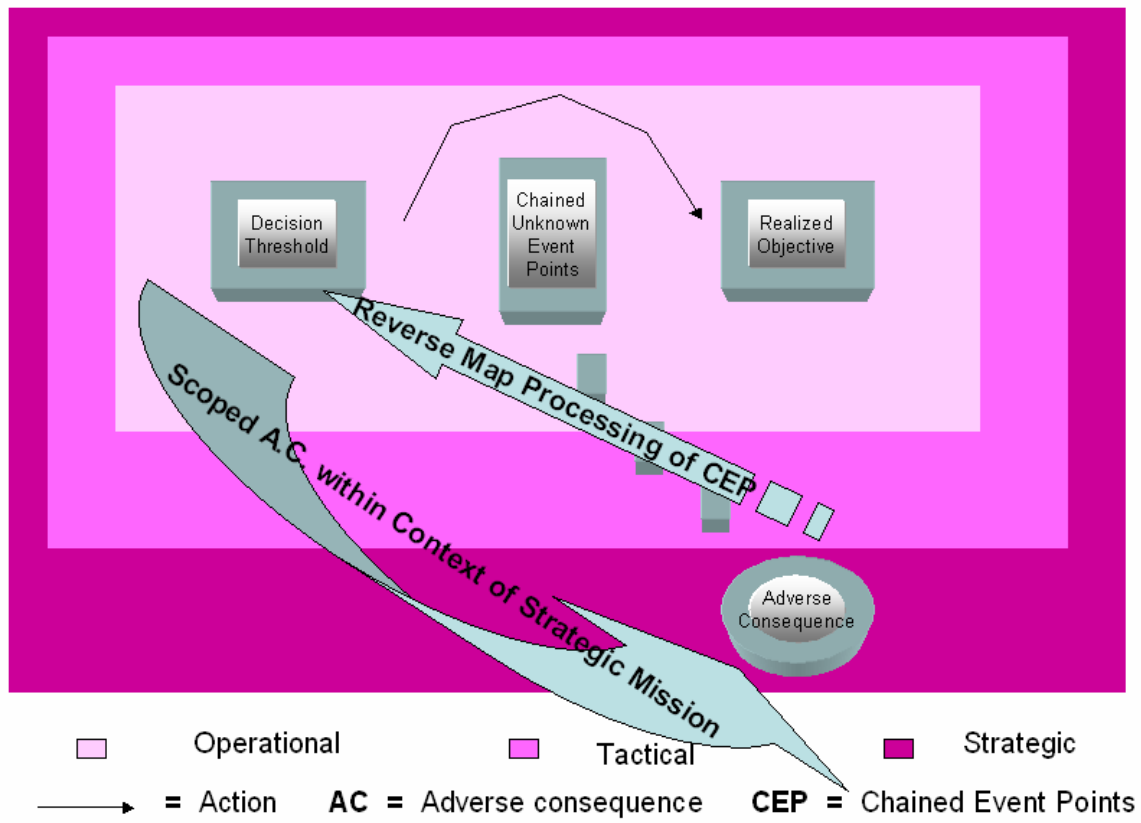 Decision
Threshold
Chained
Unknown
Event
Points
Realized
Objective
Reverse Map Processing of CEP
Scoped A.C. within Context of Strategic Mission
Adverse
Consequence
Operational
Tactical
Strategic
= Action AC = Adverse consequence CEP = Chained Event Points